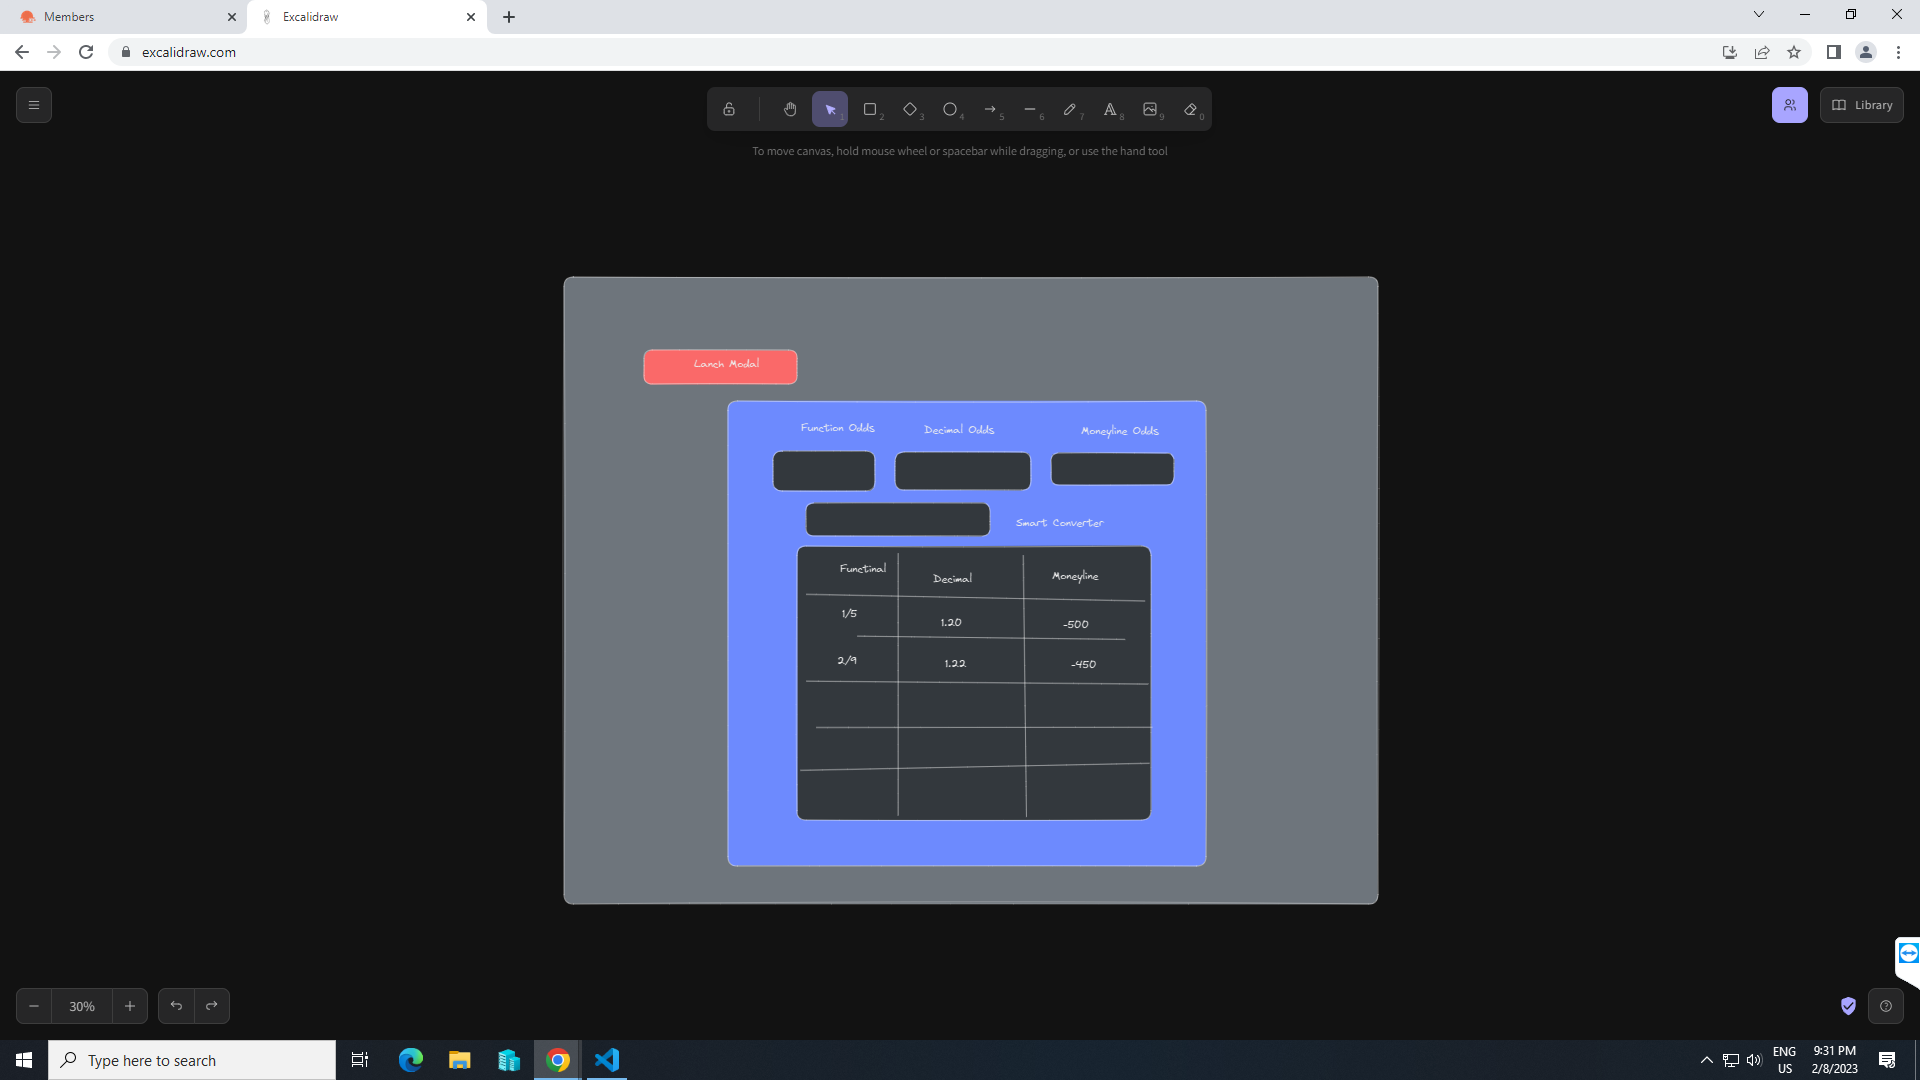 Members
Excalidraw
excalidraw.com
1
2
3
4
5
6
7
8
9
0
Library
To move canvas, hold mouse wheel or spacebar while dragging, or use the hand tool
Lanch Modal
Function Odds
Decimal Odds
Moneyline Odds
Smart Converter
Functinal
Decimal
Moneyline
1/5
1.20
-500
2/9
1.22
-450
30%
Type here to search
ENG
US
9:31 PM
2/8/2023